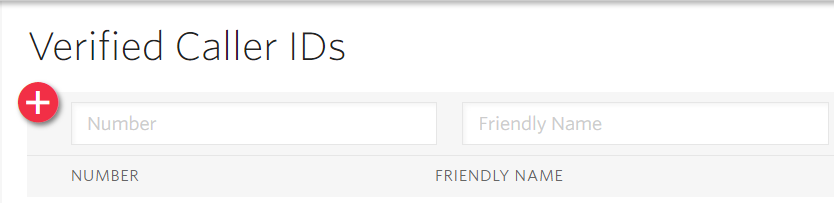 Verified Caller IDs
Number Friendly Name
NUMBER FRIENDLY NAME